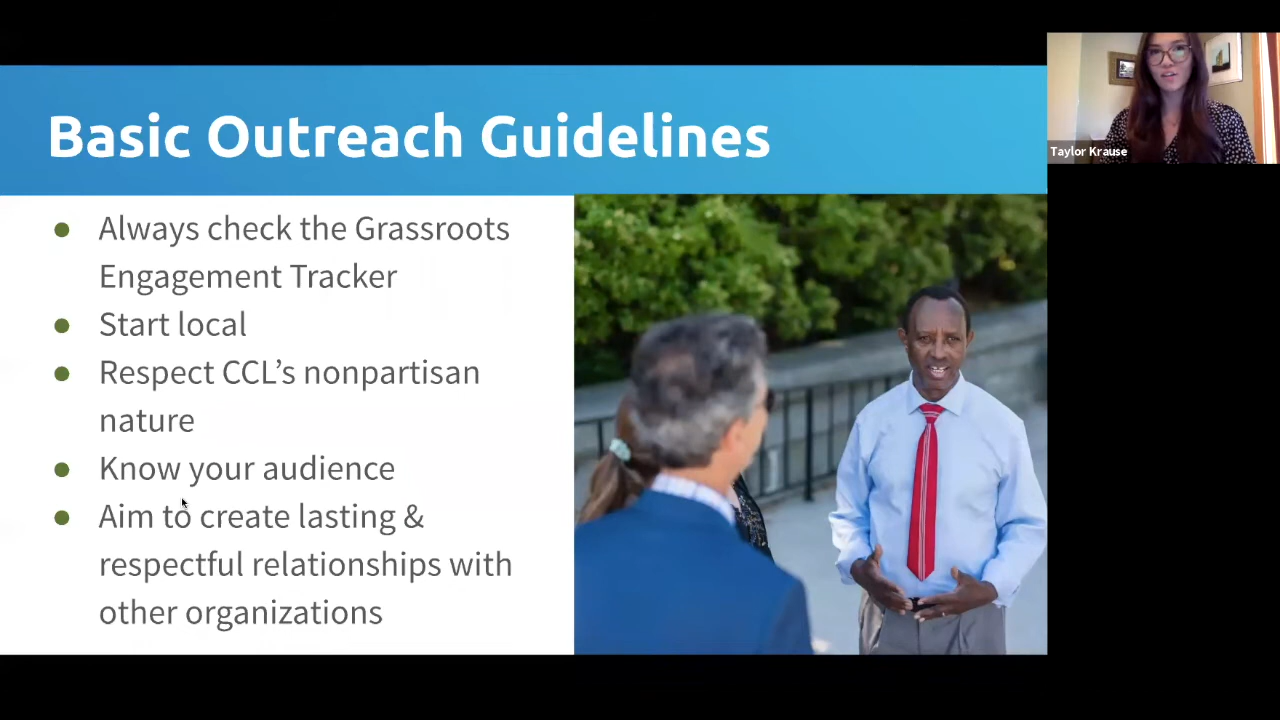 Basic Outreach Guidelines
Taylor Krause
● Always check the Grassroots
Engagement Tracker
● Start local
● Respect CCL’s nonpartisan
nature
● Know your audience
● Aim to create lasting &
respectful relationships with
other organizations